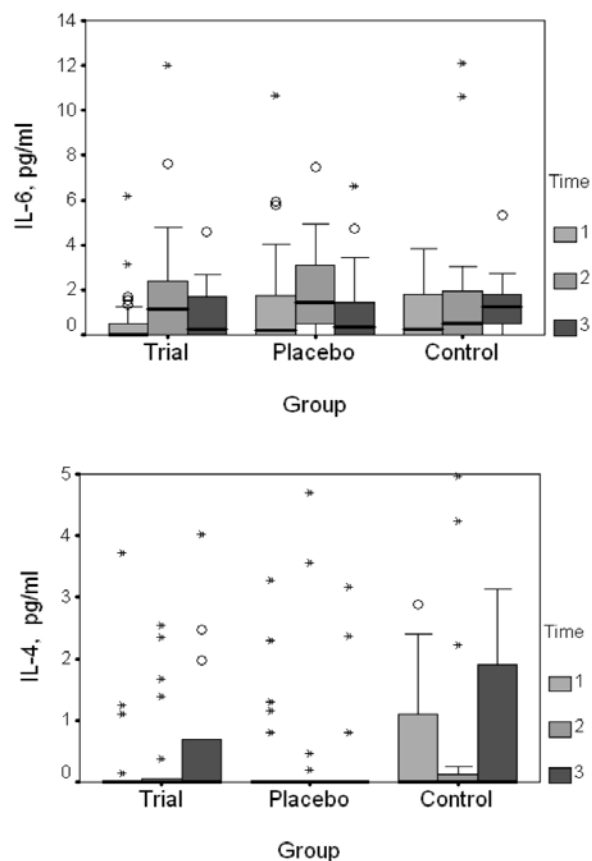 14
12
10
8
6
4
2
0
IL-6, pg/ml
Trial
Placebo
Control
Group
Time
1
2
3
5
4
3
2
1
0
IL-4, pg/ml
Trial
Placebo
Control
Group
Time
1
2
3